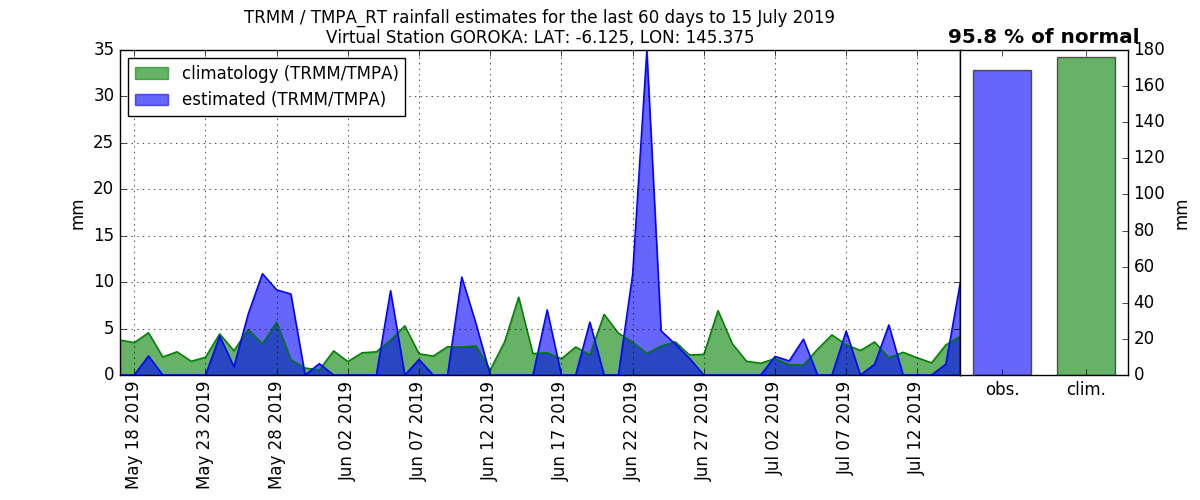 TRMM / TMPA_RT rainfall estimates for the last 60 days to 15 July 2019
Virtual Station GOROKA: LAT: -6.125, LON: 145.375
95.8 % of normal
climatology (TRMM/TMPA)
estimated (TRMM/TMPA)
mm
35
30
25
20
15
10
5
0
May 18 2019
May 23 2019
May 28 2019
Jun 02 2019
Jun 07 2019
Jun 12 2019
Jun 17 2019
Jun 22 2019
Jun 27 2019
Jul 02 2019
Jul 07 2019
Jul 12 2019
180
160
140
120
100
80
60
40
20
0
mm
obs.
clim.